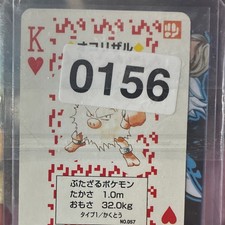 K
オコリザル
0156
ぶたざるポケモン
たかさ 1.0m
おもさ 32.0kg
タイプ1/かくとう
NO.057